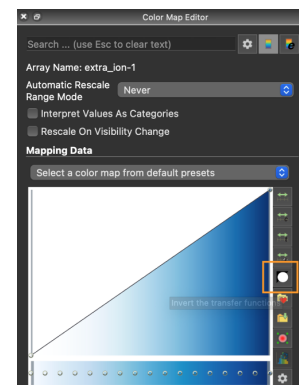 Color Map Editor
Search ... (use Esc to clear text)
Array Name: extra_ion-1
Automatic Rescale
Range Mode
Never
Interpret Values As Categories
Rescale On Visibility Change
Mapping Data
Select a color map from default presets
Invert the transfer function